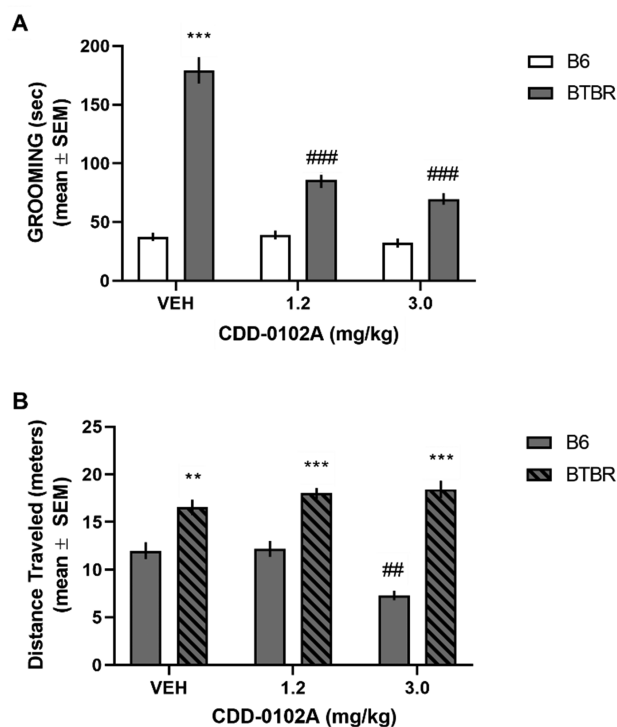 A
GROOMING (sec)
(mean ± SEM)
200
150
100
50
0
***
###
###
VEH
1.2
3.0
CDD-0102A (mg/kg)
B6
BTBR
B
Distance Traveled (meters)
(mean ± SEM)
25
20
15
10
5
0
**
***
***
##
VEH
1.2
3.0
CDD-0102A (mg/kg)
B6
BTBR